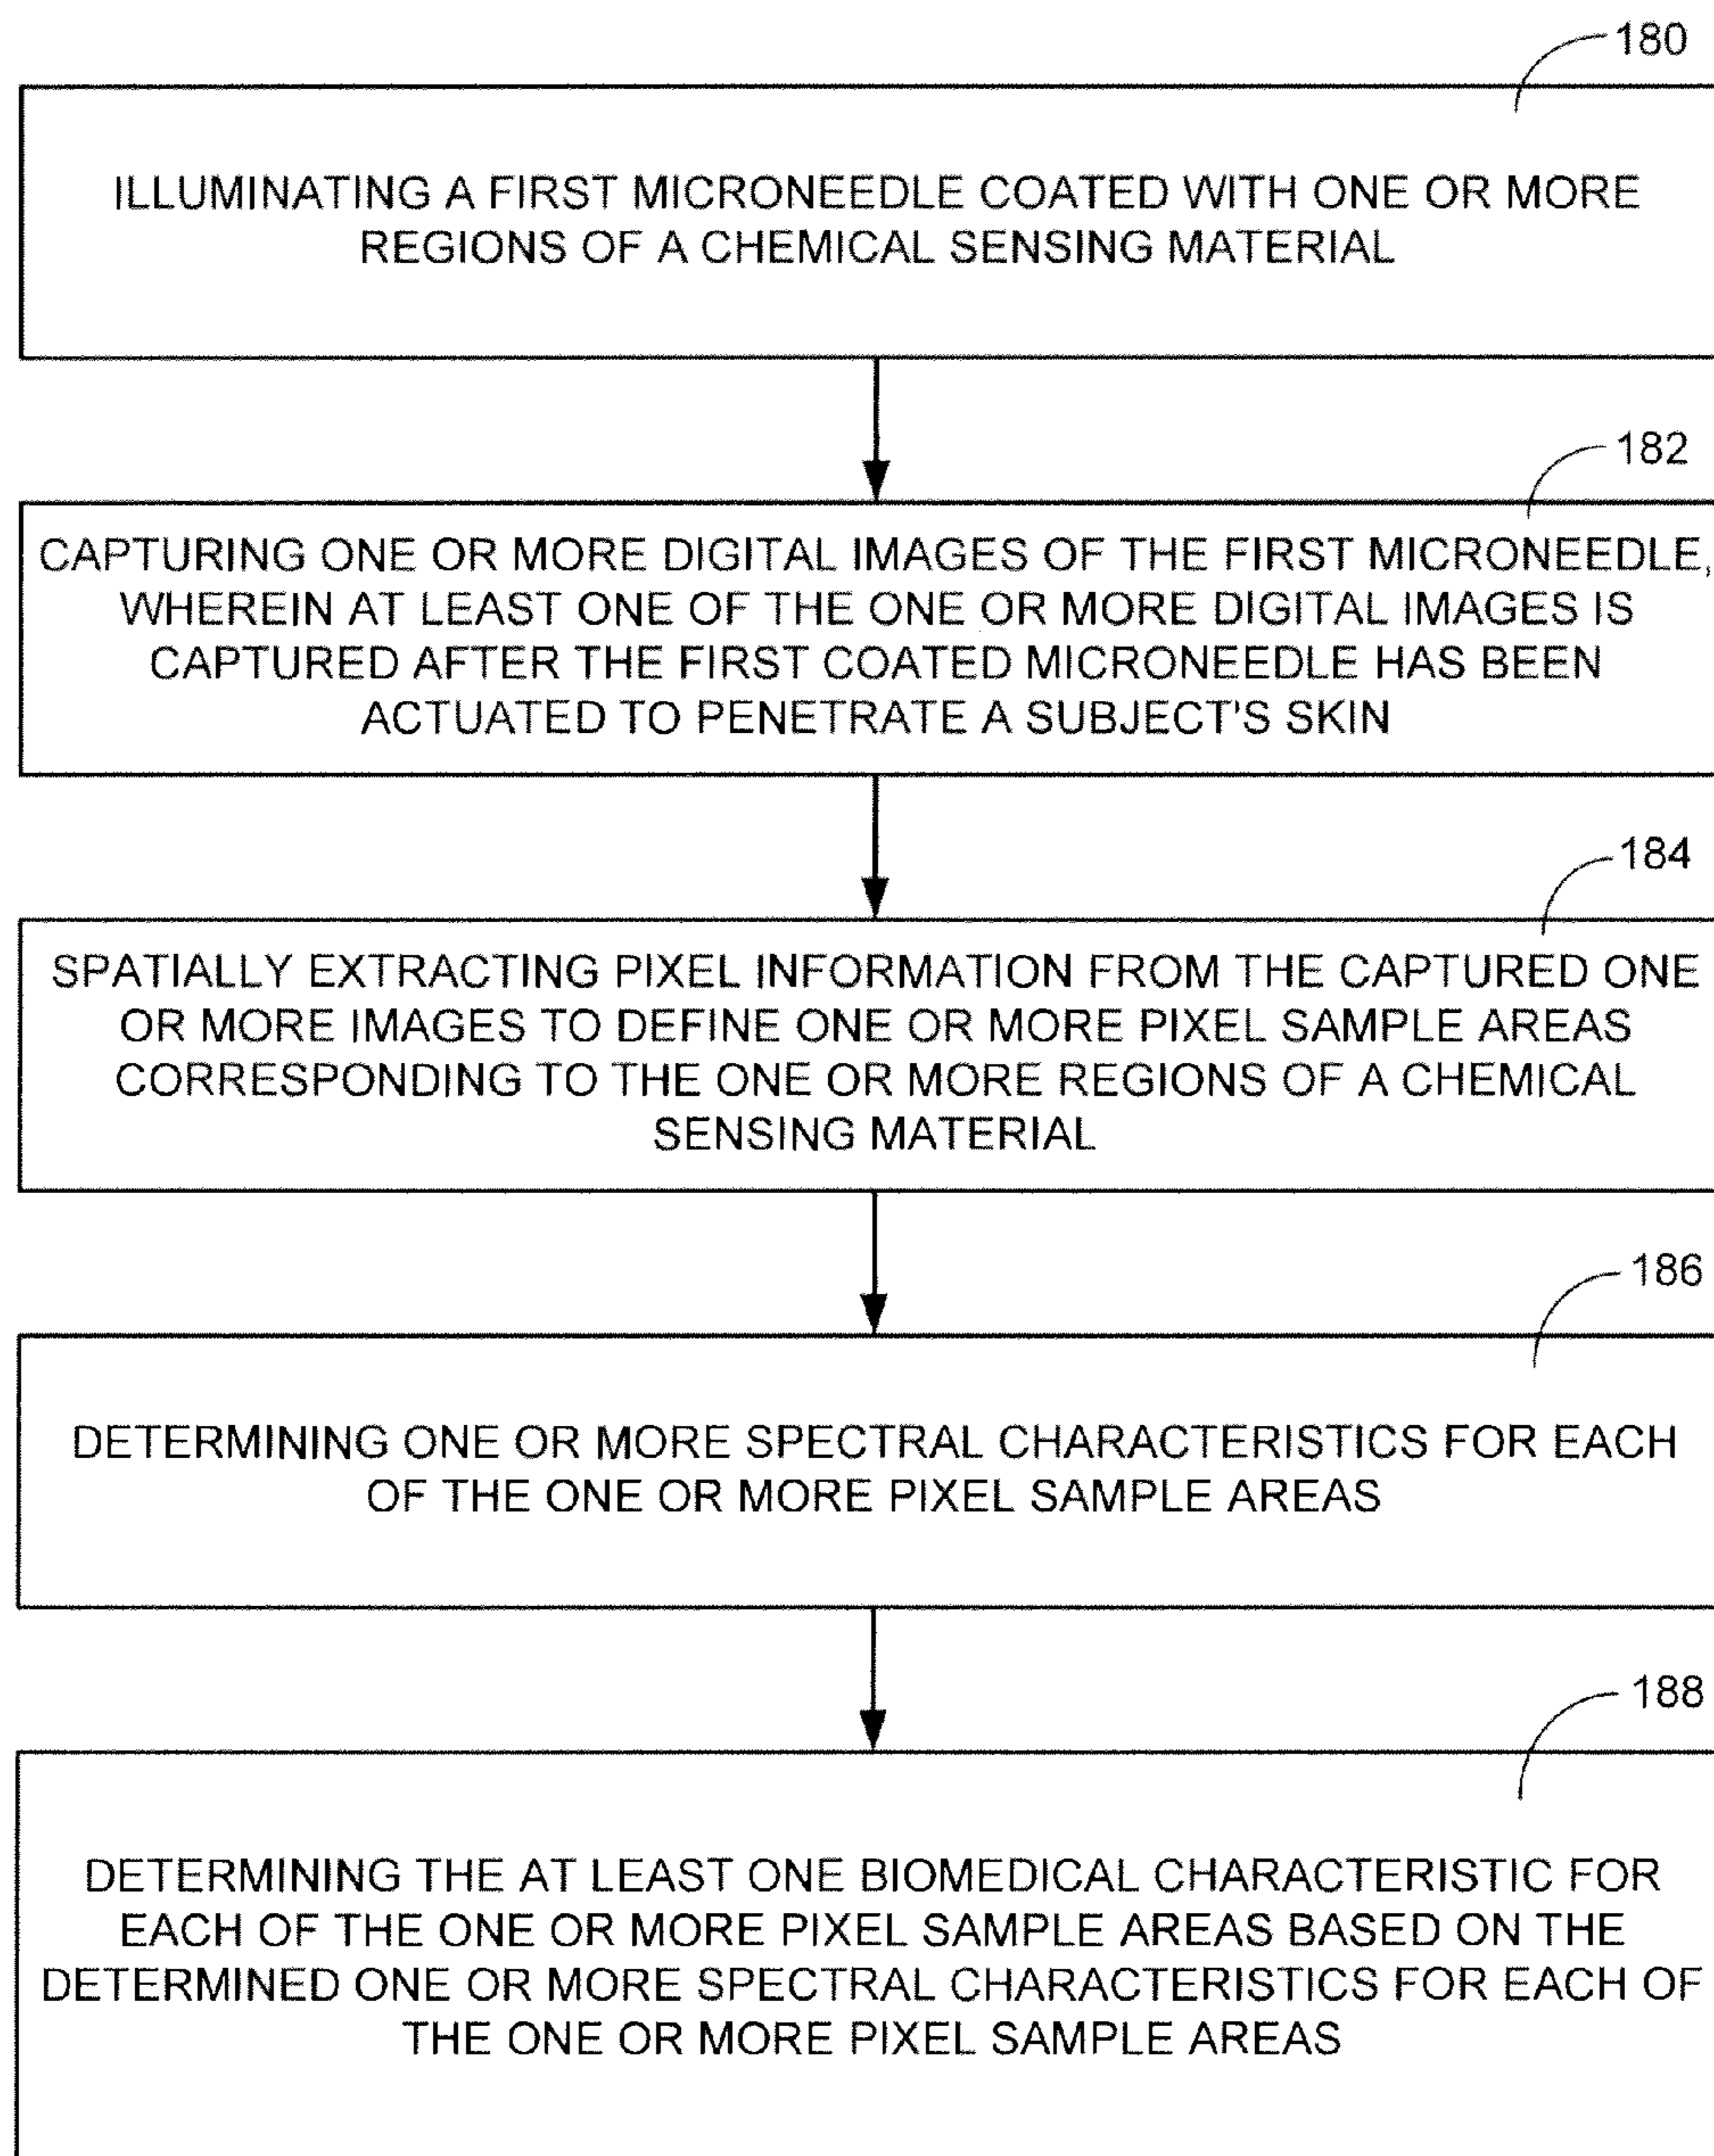 180
ILLUMINATING A FIRST MICRONEEDLE COATED WITH ONE OR MORE
REGIONS OF A CHEMICAL SENSING MATERIAL
182
CAPTURING ONE OR MORE DIGITAL IMAGES OF THE FIRST MICRONEEDLE,
WHEREIN AT LEAST ONE OF THE ONE OR MORE DIGITAL IMAGES IS
CAPTURED AFTER THE FIRST COATED MICRONEEDLE HAS BEEN
ACTUATED TO PENETRATE A SUBJECT'S SKIN
184
SPATIALLY EXTRACTING PIXEL INFORMATION FROM THE CAPTURED ONE
OR MORE IMAGES TO DEFINE ONE OR MORE PIXEL SAMPLE AREAS
CORRESPONDING TO THE ONE OR MORE REGIONS OF A CHEMICAL
SENSING MATERIAL
186
DETERMINING ONE OR MORE SPECTRAL CHARACTERISTICS FOR EACH
OF THE ONE OR MORE PIXEL SAMPLE AREAS
188
DETERMINING THE AT LEAST ONE BIOMEDICAL CHARACTERISTIC FOR
EACH OF THE ONE OR MORE PIXEL SAMPLE AREAS BASED ON THE
DETERMINED ONE OR MORE SPECTRAL CHARACTERISTICS FOR EACH OF
THE ONE OR MORE PIXEL SAMPLE AREAS